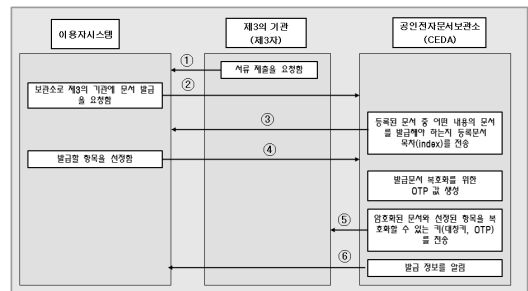 이용자시스템
제3의 기관
(제3자)
공인전자문서보관소
(CEDA)
①
서류 제출을 요청함
보관소로 제3의 기관에 문서 발급
을 요청함
②
③
등록된 문서 중 어떤 내용의 문서
를 발급해야 하는지 등록문서
목차(index)를 전송
발급할 항목을 선정함
④
발급문서 복호화를 위한
OTP 값 생성
⑤
암호화된 문서와 선정된 항목을 복
호화할 수 있는 키(대칭키, OTP)
를 전송
⑥
발급 정보를 알림